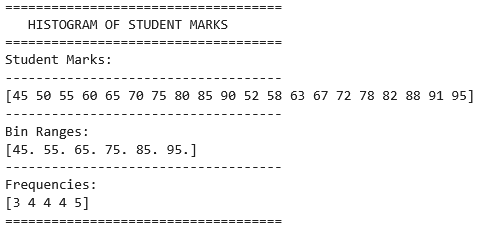 ===================================
   HISTOGRAM OF STUDENT MARKS
===================================
Student Marks:
-----------------------------------
[45 50 55 60 65 70 75 80 85 90 52 58 63 67 72 78 82 88 91 95]
-----------------------------------
Bin Ranges:
[45. 55. 65. 75. 85. 95.]
-----------------------------------
Frequencies:
[3 4 4 4 5]
===================================